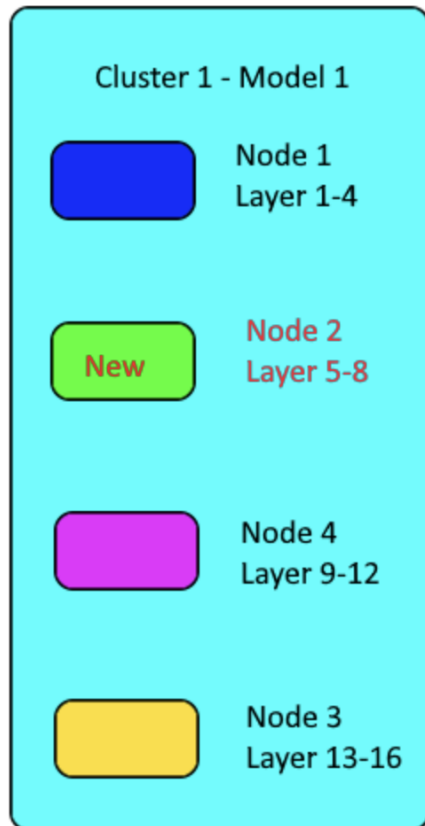 Cluster 1 - Model 1
Node 1
Layer 1-4
New
Node 2
Layer 5-8
Node 4
Layer 9-12
Node 3
Layer 13-16